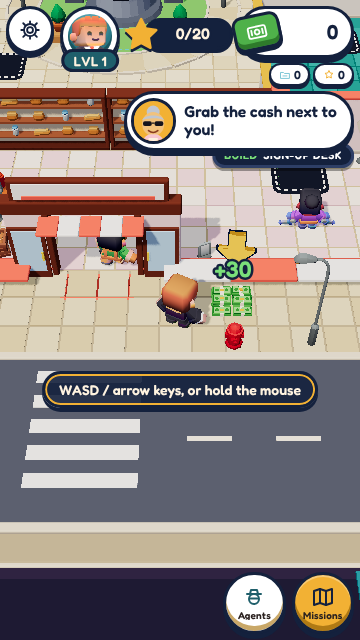 0/20
0
LVL 1
0
0
Grab the cash next to
you!
BUILD SIGN-UP DESK
+30
WASD / arrow keys, or hold the mouse
Agents
Missions